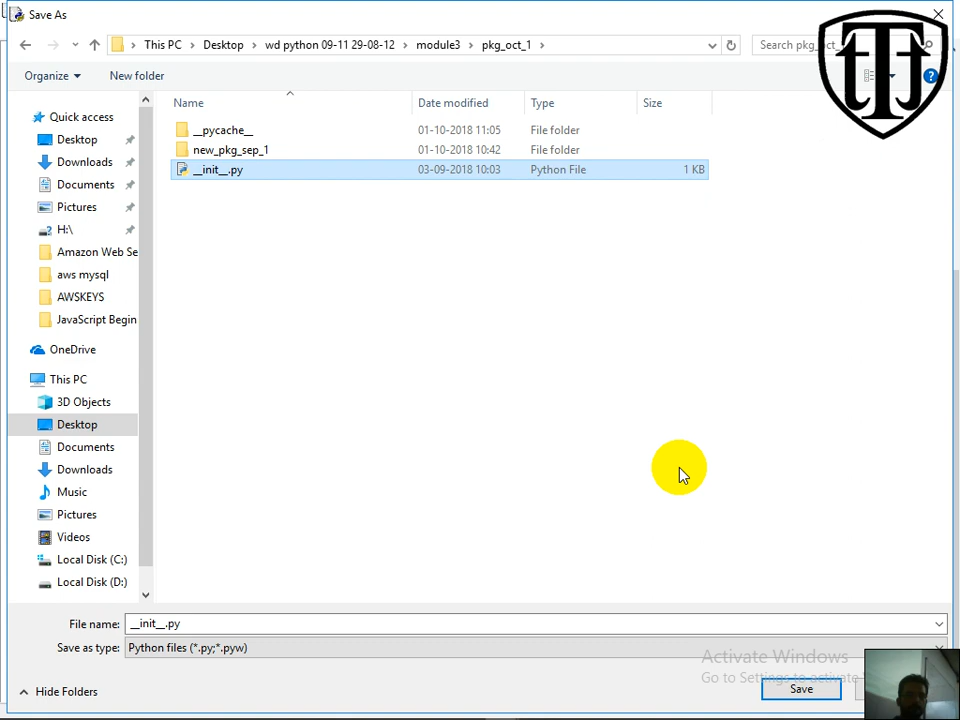 Save As
This PC > Desktop > wd python 09-11 29-08-12 > module3 > pkg_oct_1 >
Search pkg_oct_
Organize
New folder
?
Name
Date modified
Type
Size
__pycache__ 01-10-2018 11:05 File folder
new_pkg_sep_1 01-10-2018 10:42 File folder
__init__.py 03-09-2018 10:03 Python File 1 KB
Quick access
Desktop
Downloads
Documents
Pictures
H:\
Amazon Web Se
aws mysql
AWSKEYS
JavaScript Begin
OneDrive
This PC
3D Objects
Desktop
Documents
Downloads
Music
Pictures
Videos
Local Disk (C:)
Local Disk (D:)
File name: __init__.py
Save as type: Python files (*.py;*.pyw)
Activate Windows
Go to Settings to activate
Hide Folders
Save